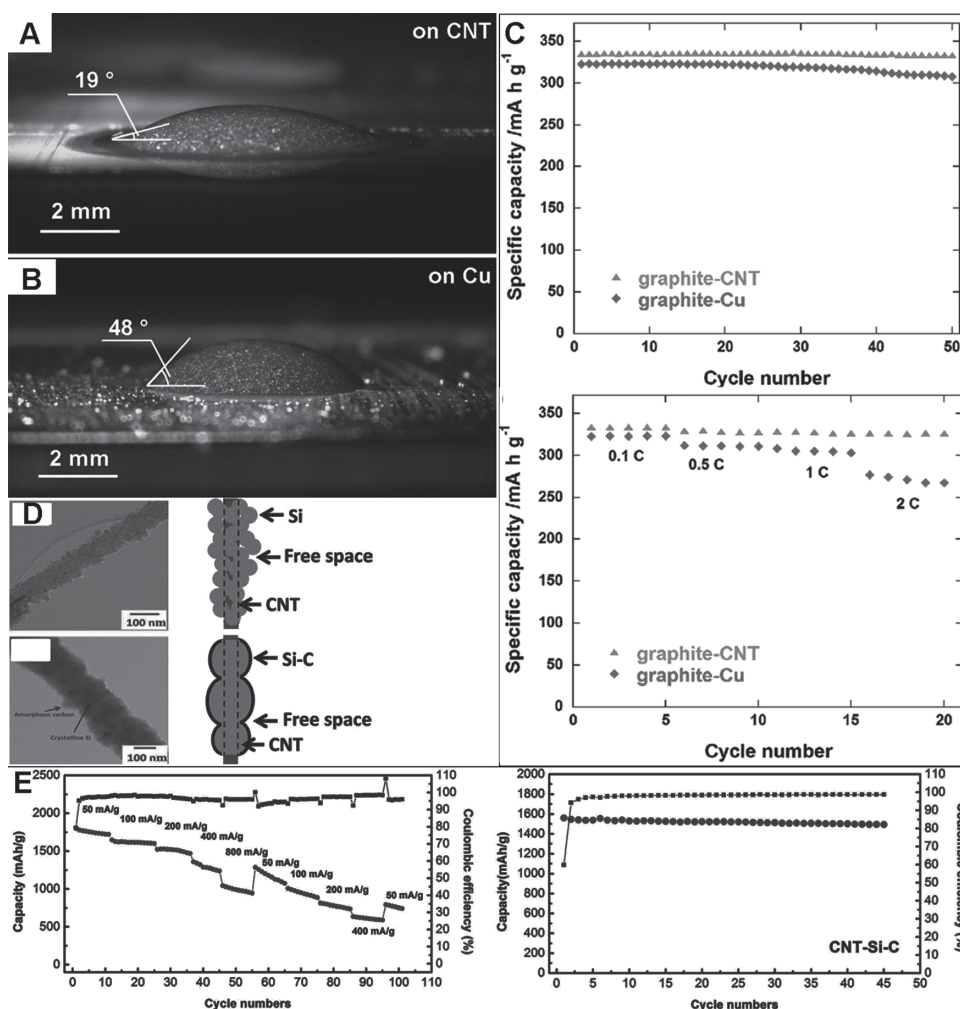 A
on CNT
19 °
2 mm
B
on Cu
48 °
2 mm
C
Specific capacity /mA h g-1
350
300
250
200
150
100
50
0
graphite-CNT
graphite-Cu
0 10 20 30 40 50
Cycle number
Specific capacity /mA h g-1
350
300
250
200
150
100
50
0
0.1 C
0.5 C
1 C
2 C
graphite-CNT
graphite-Cu
0 5 10 15 20
Cycle number
D
100 nm
Si
Free space
CNT
Amorphous carbon
Crystalline Si
100 nm
Si-C
Free space
CNT
E
Capacity (mAh/g)
2500
2000
1500
1000
500
0
50 mA/g
100 mA/g
200 mA/g
400 mA/g
800 mA/g
50 mA/g
100 mA/g
200 mA/g
400 mA/g
50 mA/g
110
100
90
80
70
60
50
40
30
20
10
0
Coulombic efficiency (%)
0 10 20 30 40 50 60 70 80 90 100 110
Cycle numbers
Capacity(mAh/g)
2000
1800
1600
1400
1200
1000
800
600
400
200
0
110
100
90
80
70
60
50
40
30
20
10
0
CNT-Si-C
0 5 10 15 20 25 30 35 40 45 50
Cycle numbers